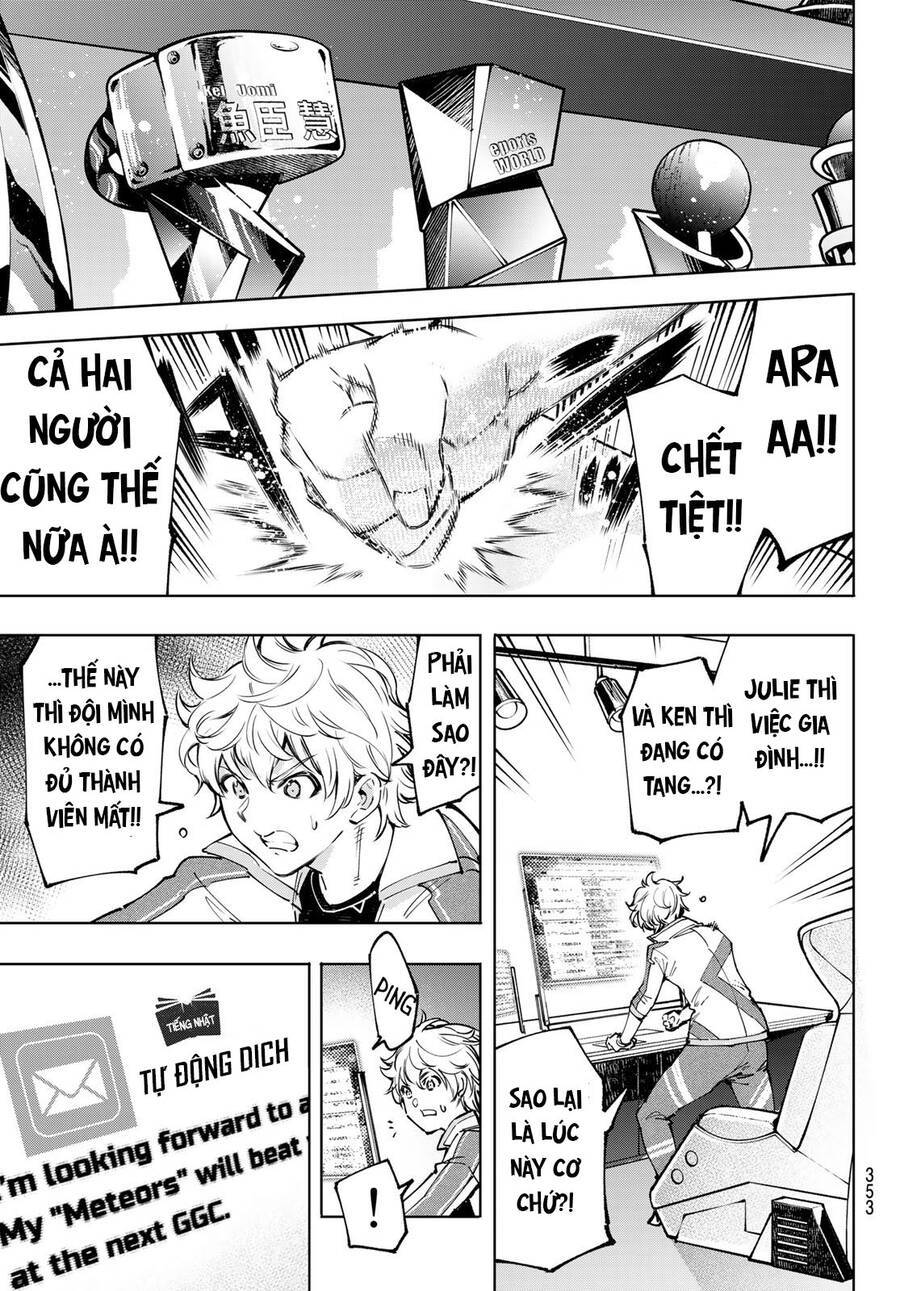 Kei Uomi
魚臣 慧
eports
WORLD
ARA
AA!!
CHẾT
TIỆT!!
CẢ HAI
NGƯỜI
CŨNG THẾ
NỮA À!!
JULIE THÌ
VIỆC GIA
ĐÌNH...!!
VÀ KEN THÌ
ĐẠNG CÓ
TANG...?!
SAO LẠI
LÀ LÚC
NÀY CƠ
CHỨ?!
PHẢI
LÀM
SAO
ĐÂY?!
...THẾ NÀY
THÌ ĐỘI MÌNH
KHÔNG CÓ
ĐỦ THÀNH
VIÊN MẤT!!
PING
!
TIẾNG NHẬT
TỰ ĐỘNG DICH
I'm looking forward to a
My "Meteors" will beat
at the next GGC.
353